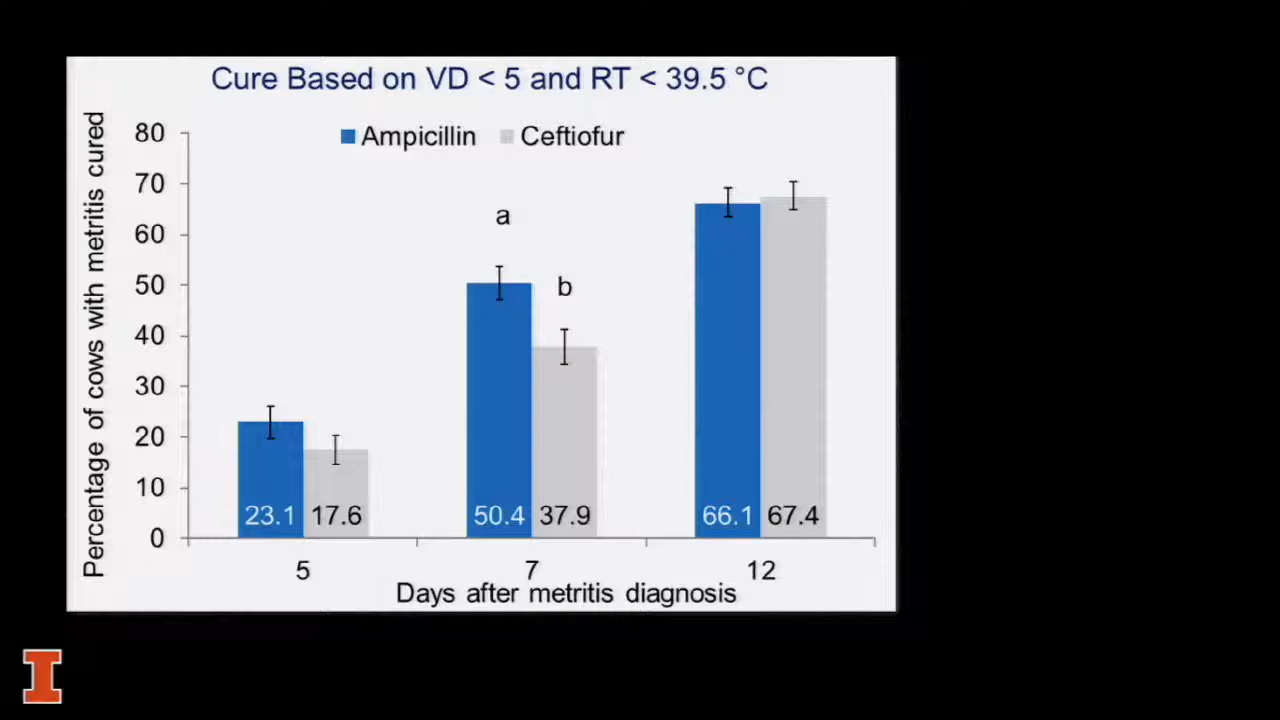 Cure Based on VD < 5 and RT < 39.5 °C
Percentage of cows with metritis cured
Ampicillin Ceftiofur
80
70
60
50
40
30
20
10
0
a
b
23.1 17.6 50.4 37.9 66.1 67.4
5 7 12
Days after metritis diagnosis
I